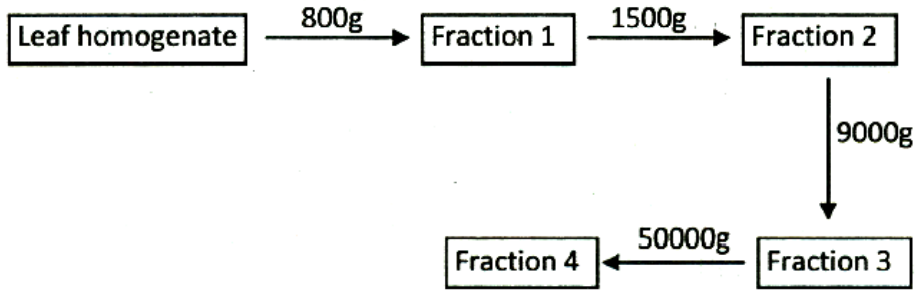 800g 1500g
Leaf homogenate Fraction 1 Fraction 2
9000g
50000g
Fraction 4 Fraction 3